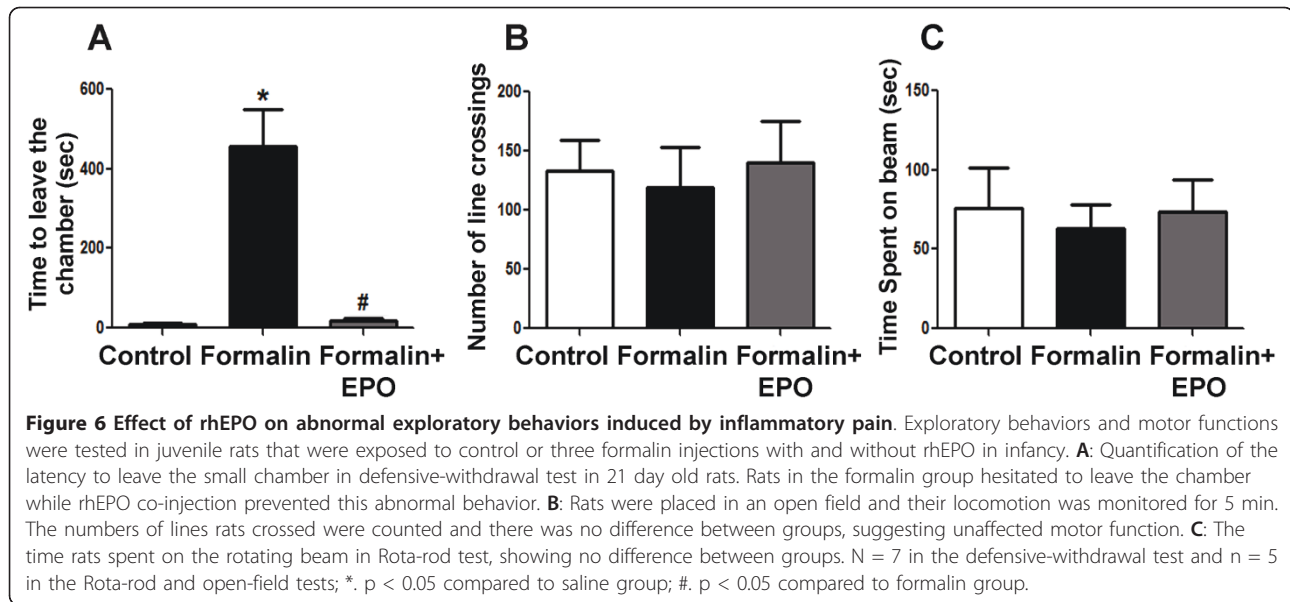 A
B
C
Time to leave the
chamber (sec)
600
400
200
0
*
#
Control Formalin Formalin+
EPO
Number of line crossings
200
150
100
50
0
Control Formalin Formalin+
EPO
Time Spent on beam (sec)
150
100
50
0
Control Formalin Formalin+
EPO
Figure 6 Effect of rhEPO on abnormal exploratory behaviors induced by inflammatory pain. Exploratory behaviors and motor functions
were tested in juvenile rats that were exposed to control or three formalin injections with and without rhEPO in infancy. A: Quantification of the
latency to leave the small chamber in defensive-withdrawal test in 21 day old rats. Rats in the formalin group hesitated to leave the chamber
while rhEPO co-injection prevented this abnormal behavior. B: Rats were placed in an open field and their locomotion was monitored for 5 min.
The numbers of lines rats crossed were counted and there was no difference between groups, suggesting unaffected motor function. C: The
time rats spent on the rotating beam in Rota-rod test, showing no difference between groups. N = 7 in the defensive-withdrawal test and n = 5
in the Rota-rod and open-field tests; *. p < 0.05 compared to saline group; #. p < 0.05 compared to formalin group.